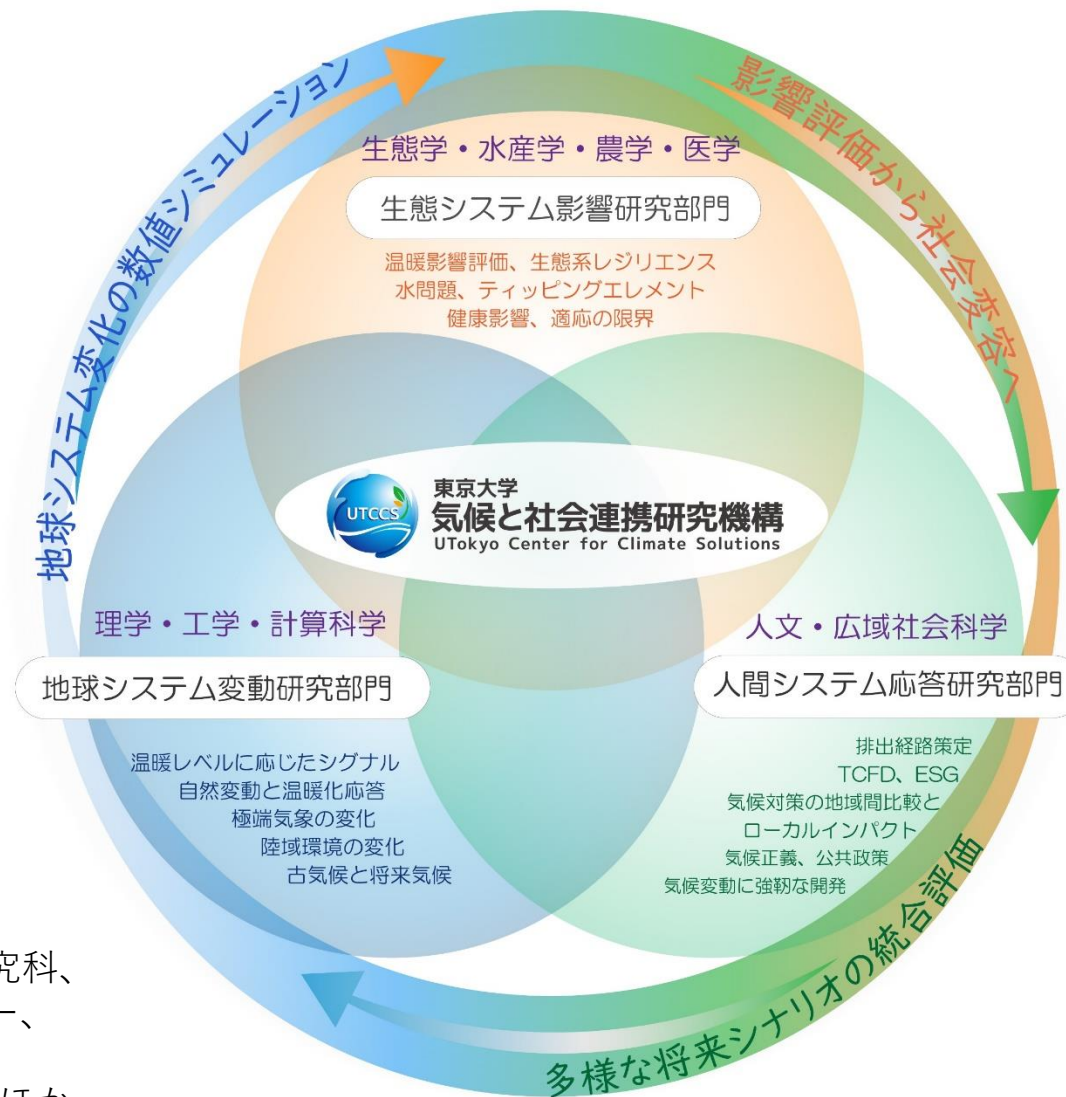 地球システム変化の数値シミュレーション
影響評価から社会変容へ
生態学・水産学・農学・医学
生態システム影響研究部門
温暖影響評価、生態系レジリエンス
水問題、ティッピングエレメント
健康影響、適応の限界
UTCCS
東京大学
気候と社会連携研究機構
UTokyo Center for Climate Solutions
理学・工学・計算科学
地球システム変動研究部門
温暖レベルに応じたシグナル
自然変動と温暖化応答
極端気象の変化
陸域環境の変化
古気候と将来気候
人文・広域社会科学
人間システム応答研究部門
排出経路策定
TCFD、ESG
気候対策の地域間比較と
ローカルインパクト
気候正義、公共政策
気候変動に強靭な開発
多様な将来シナリオの統合評価
究科、
ー、
ほか